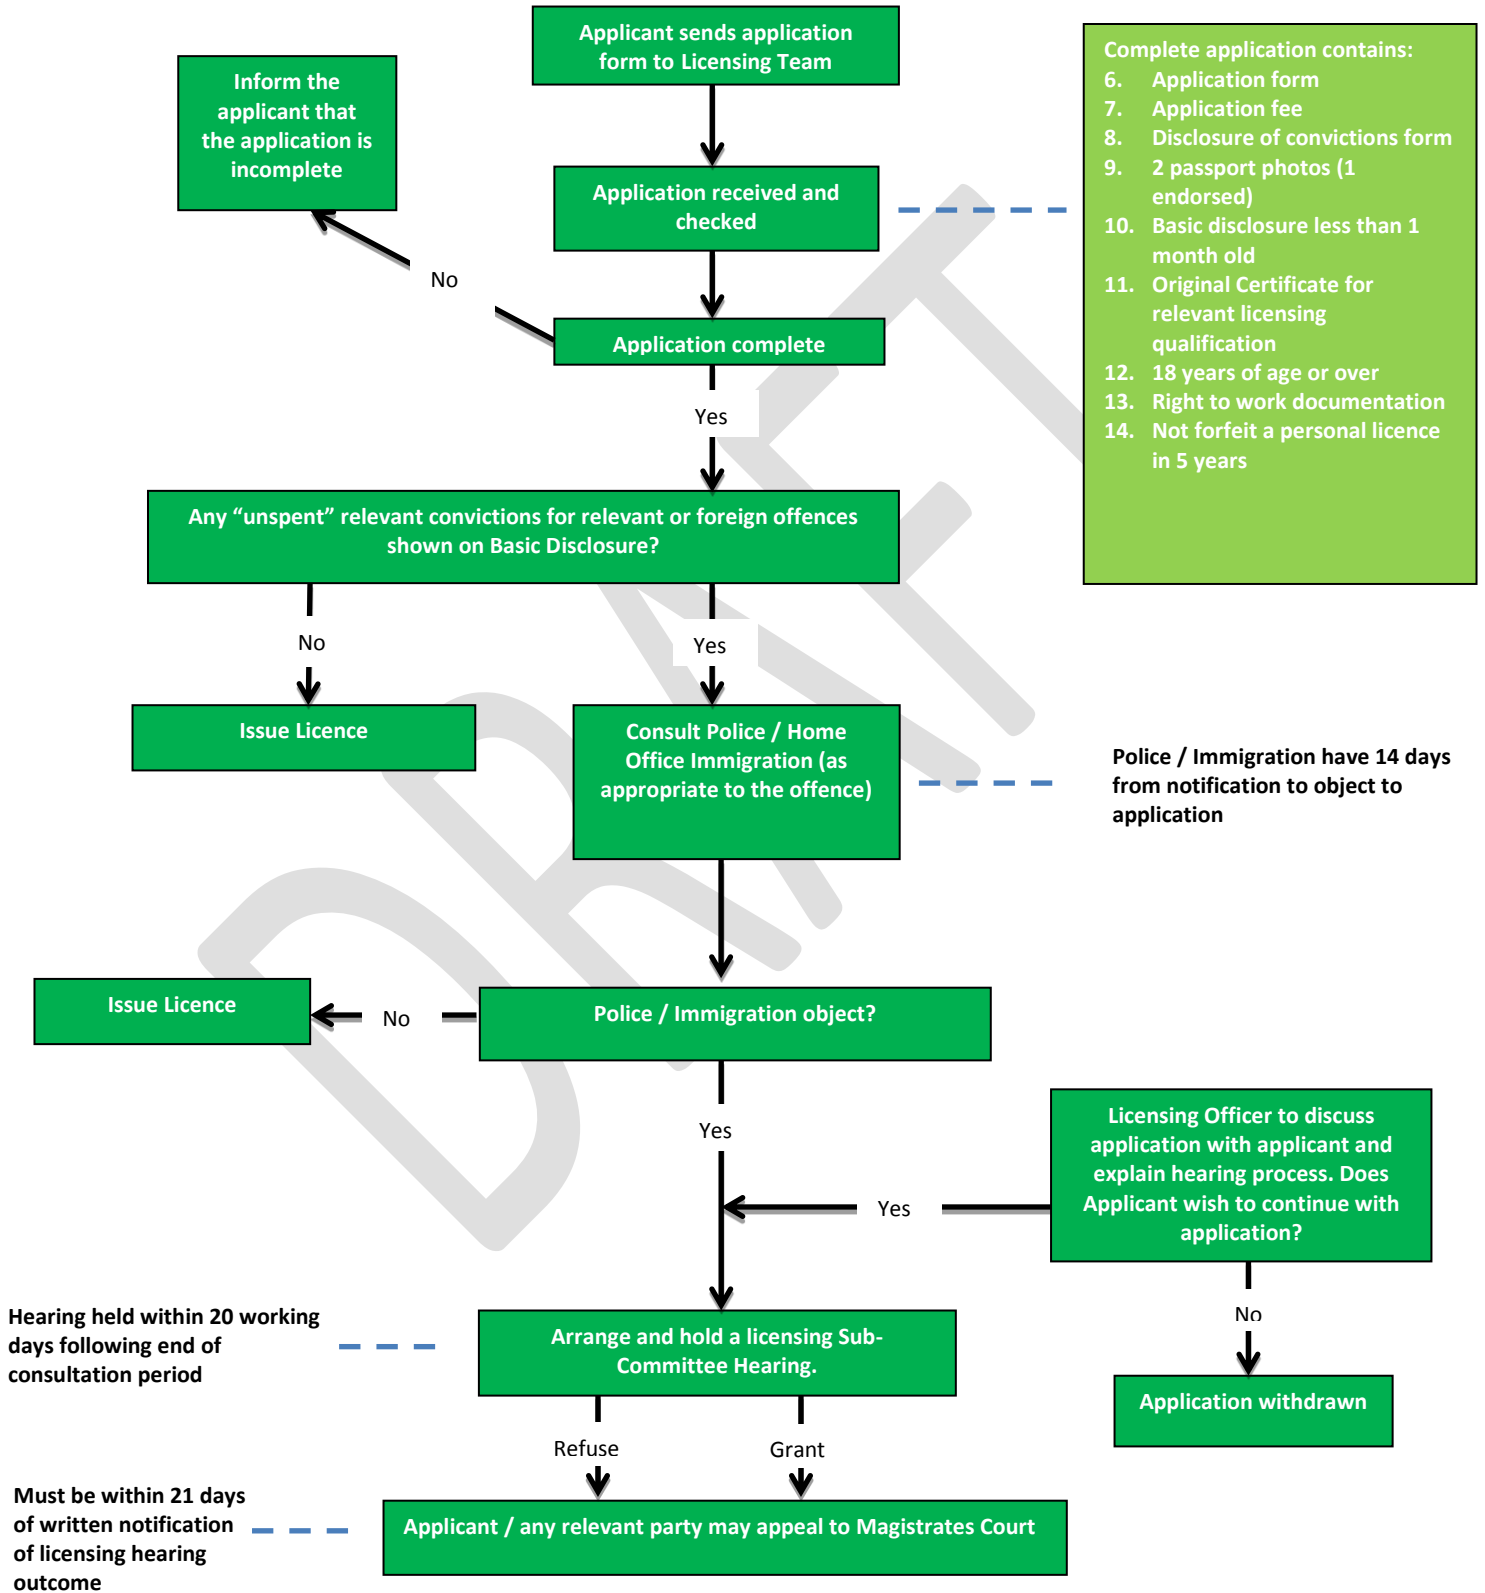 Applicant sends application
form to Licensing Team
Complete application contains:
6. Application form
7. Application fee
8. Disclosure of convictions form
9. 2 passport photos (1
endorsed)
10. Basic disclosure less than 1
month old
11. Original Certificate for
relevant licensing
qualification
12. 18 years of age or over
13. Right to work documentation
14. Not forfeit a personal licence
in 5 years
Inform the
applicant that
the application is
incomplete
Application received and
checked
No
Application complete
Yes
Any “unspent” relevant convictions for relevant or foreign offences
shown on Basic Disclosure?
No
Yes
Issue Licence
Consult Police / Home
Office Immigration (as
appropriate to the offence)
Police / Immigration have 14 days
from notification to object to
application
Issue Licence
No
Police / Immigration object?
Yes
Licensing Officer to discuss
application with applicant and
explain hearing process. Does
Applicant wish to continue with
application?
Yes
No
Hearing held within 20 working
days following end of
consultation period
Arrange and hold a licensing Sub-
Committee Hearing.
Application withdrawn
Refuse
Grant
Must be within 21 days
of written notification
of licensing hearing
outcome
Applicant / any relevant party may appeal to Magistrates Court
DRAFT